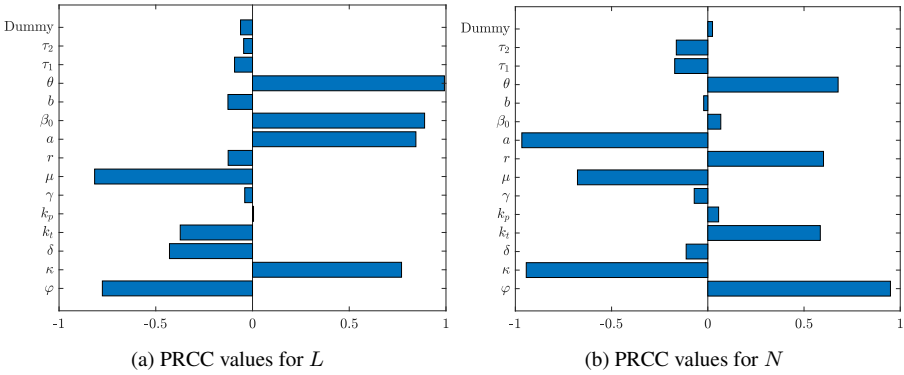 Dummy
τ₂
τ₁
θ
b
β₀
a
r
μ
γ
kₚ
kₜ
δ
κ
φ
-1 -0.5 0 0.5 1
(a) PRCC values for L
Dummy
τ₂
τ₁
θ
b
β₀
a
r
μ
γ
kₚ
kₜ
δ
κ
φ
-1 -0.5 0 0.5 1
(b) PRCC values for N